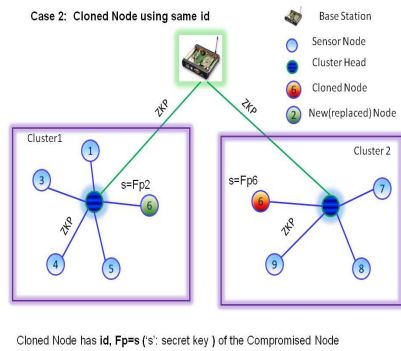 Case 2: Cloned Node using same id
Base Station
Sensor Node
Cluster Head
6 Cloned Node
2 New(replaced) Node
ZKP
ZKP
Cluster1
Cluster 2
1
3
s=Fp2
6
ZKP
4
5
s=Fp6
6
7
ZKP
9
8
Cloned Node has id, Fp=s ('s': secret key ) of the Compromised Node